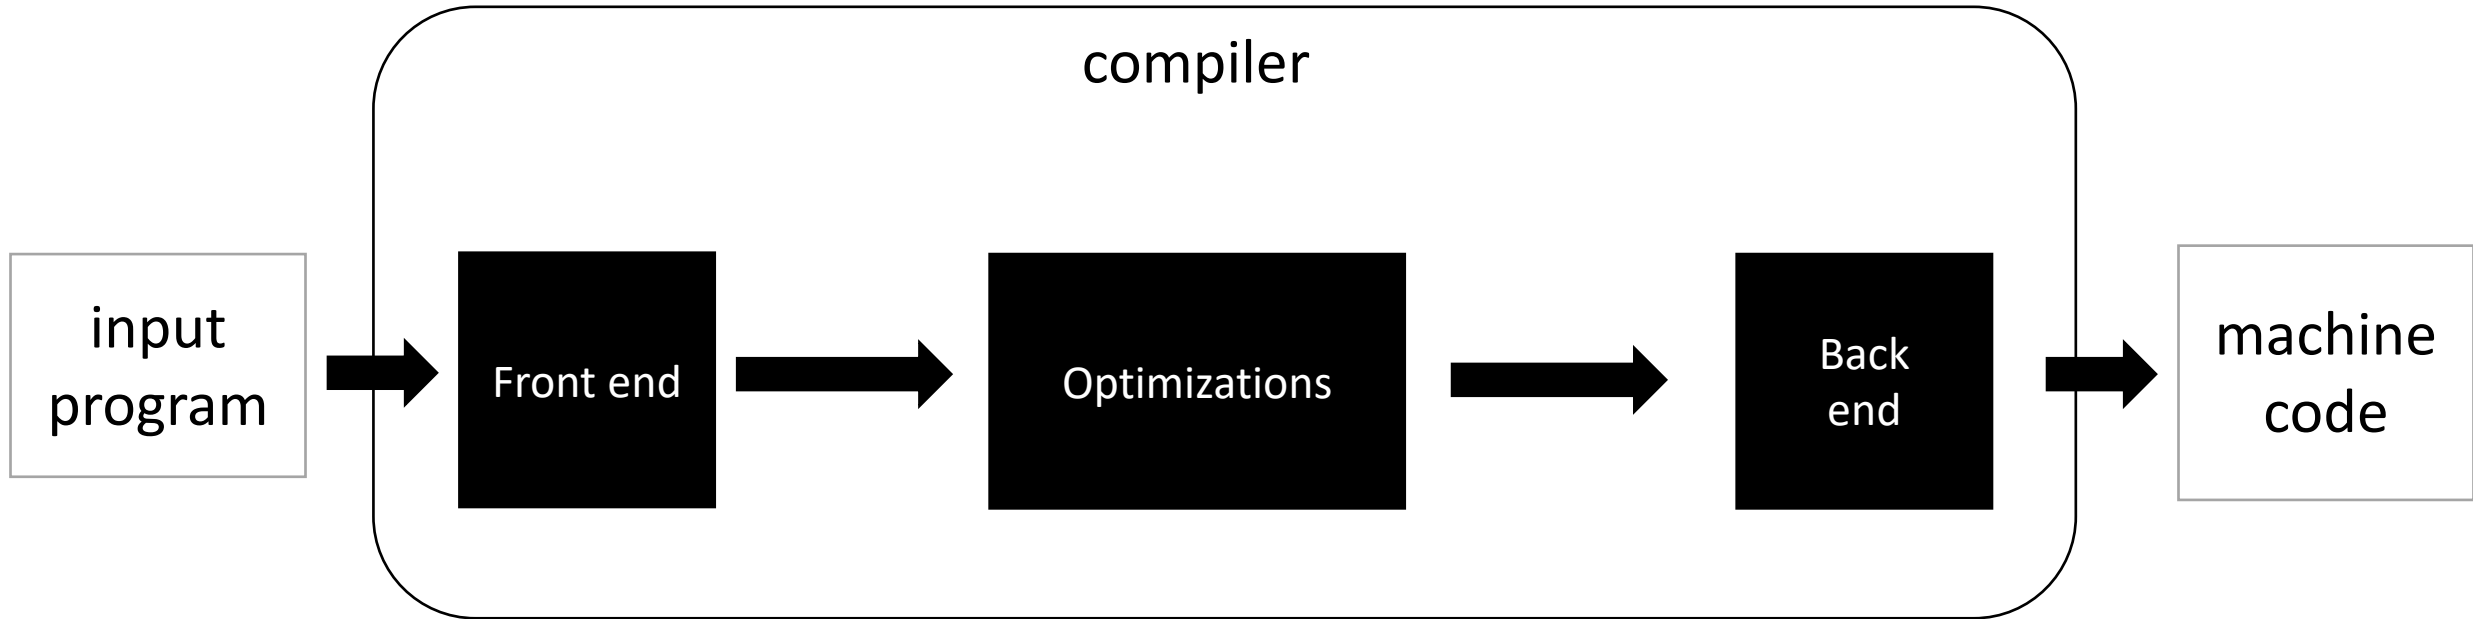 compiler
input
program
Front end
Optimizations
Back
end
machine
code